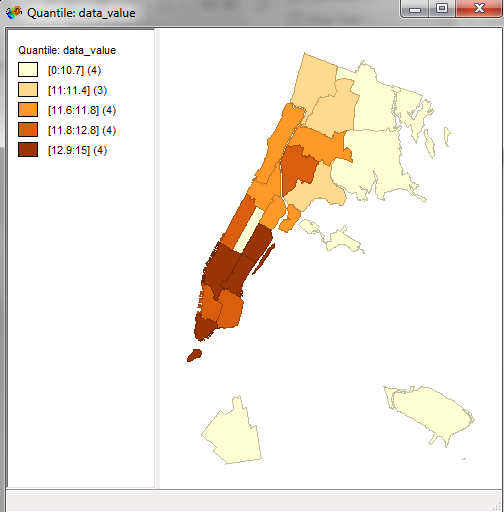 Quantile: data_value
Quantile: data_value
[0:10.7] (4)
[11:11.4] (3)
[11.6:11.8] (4)
[11.8:12.8] (4)
[12.9:15] (4)